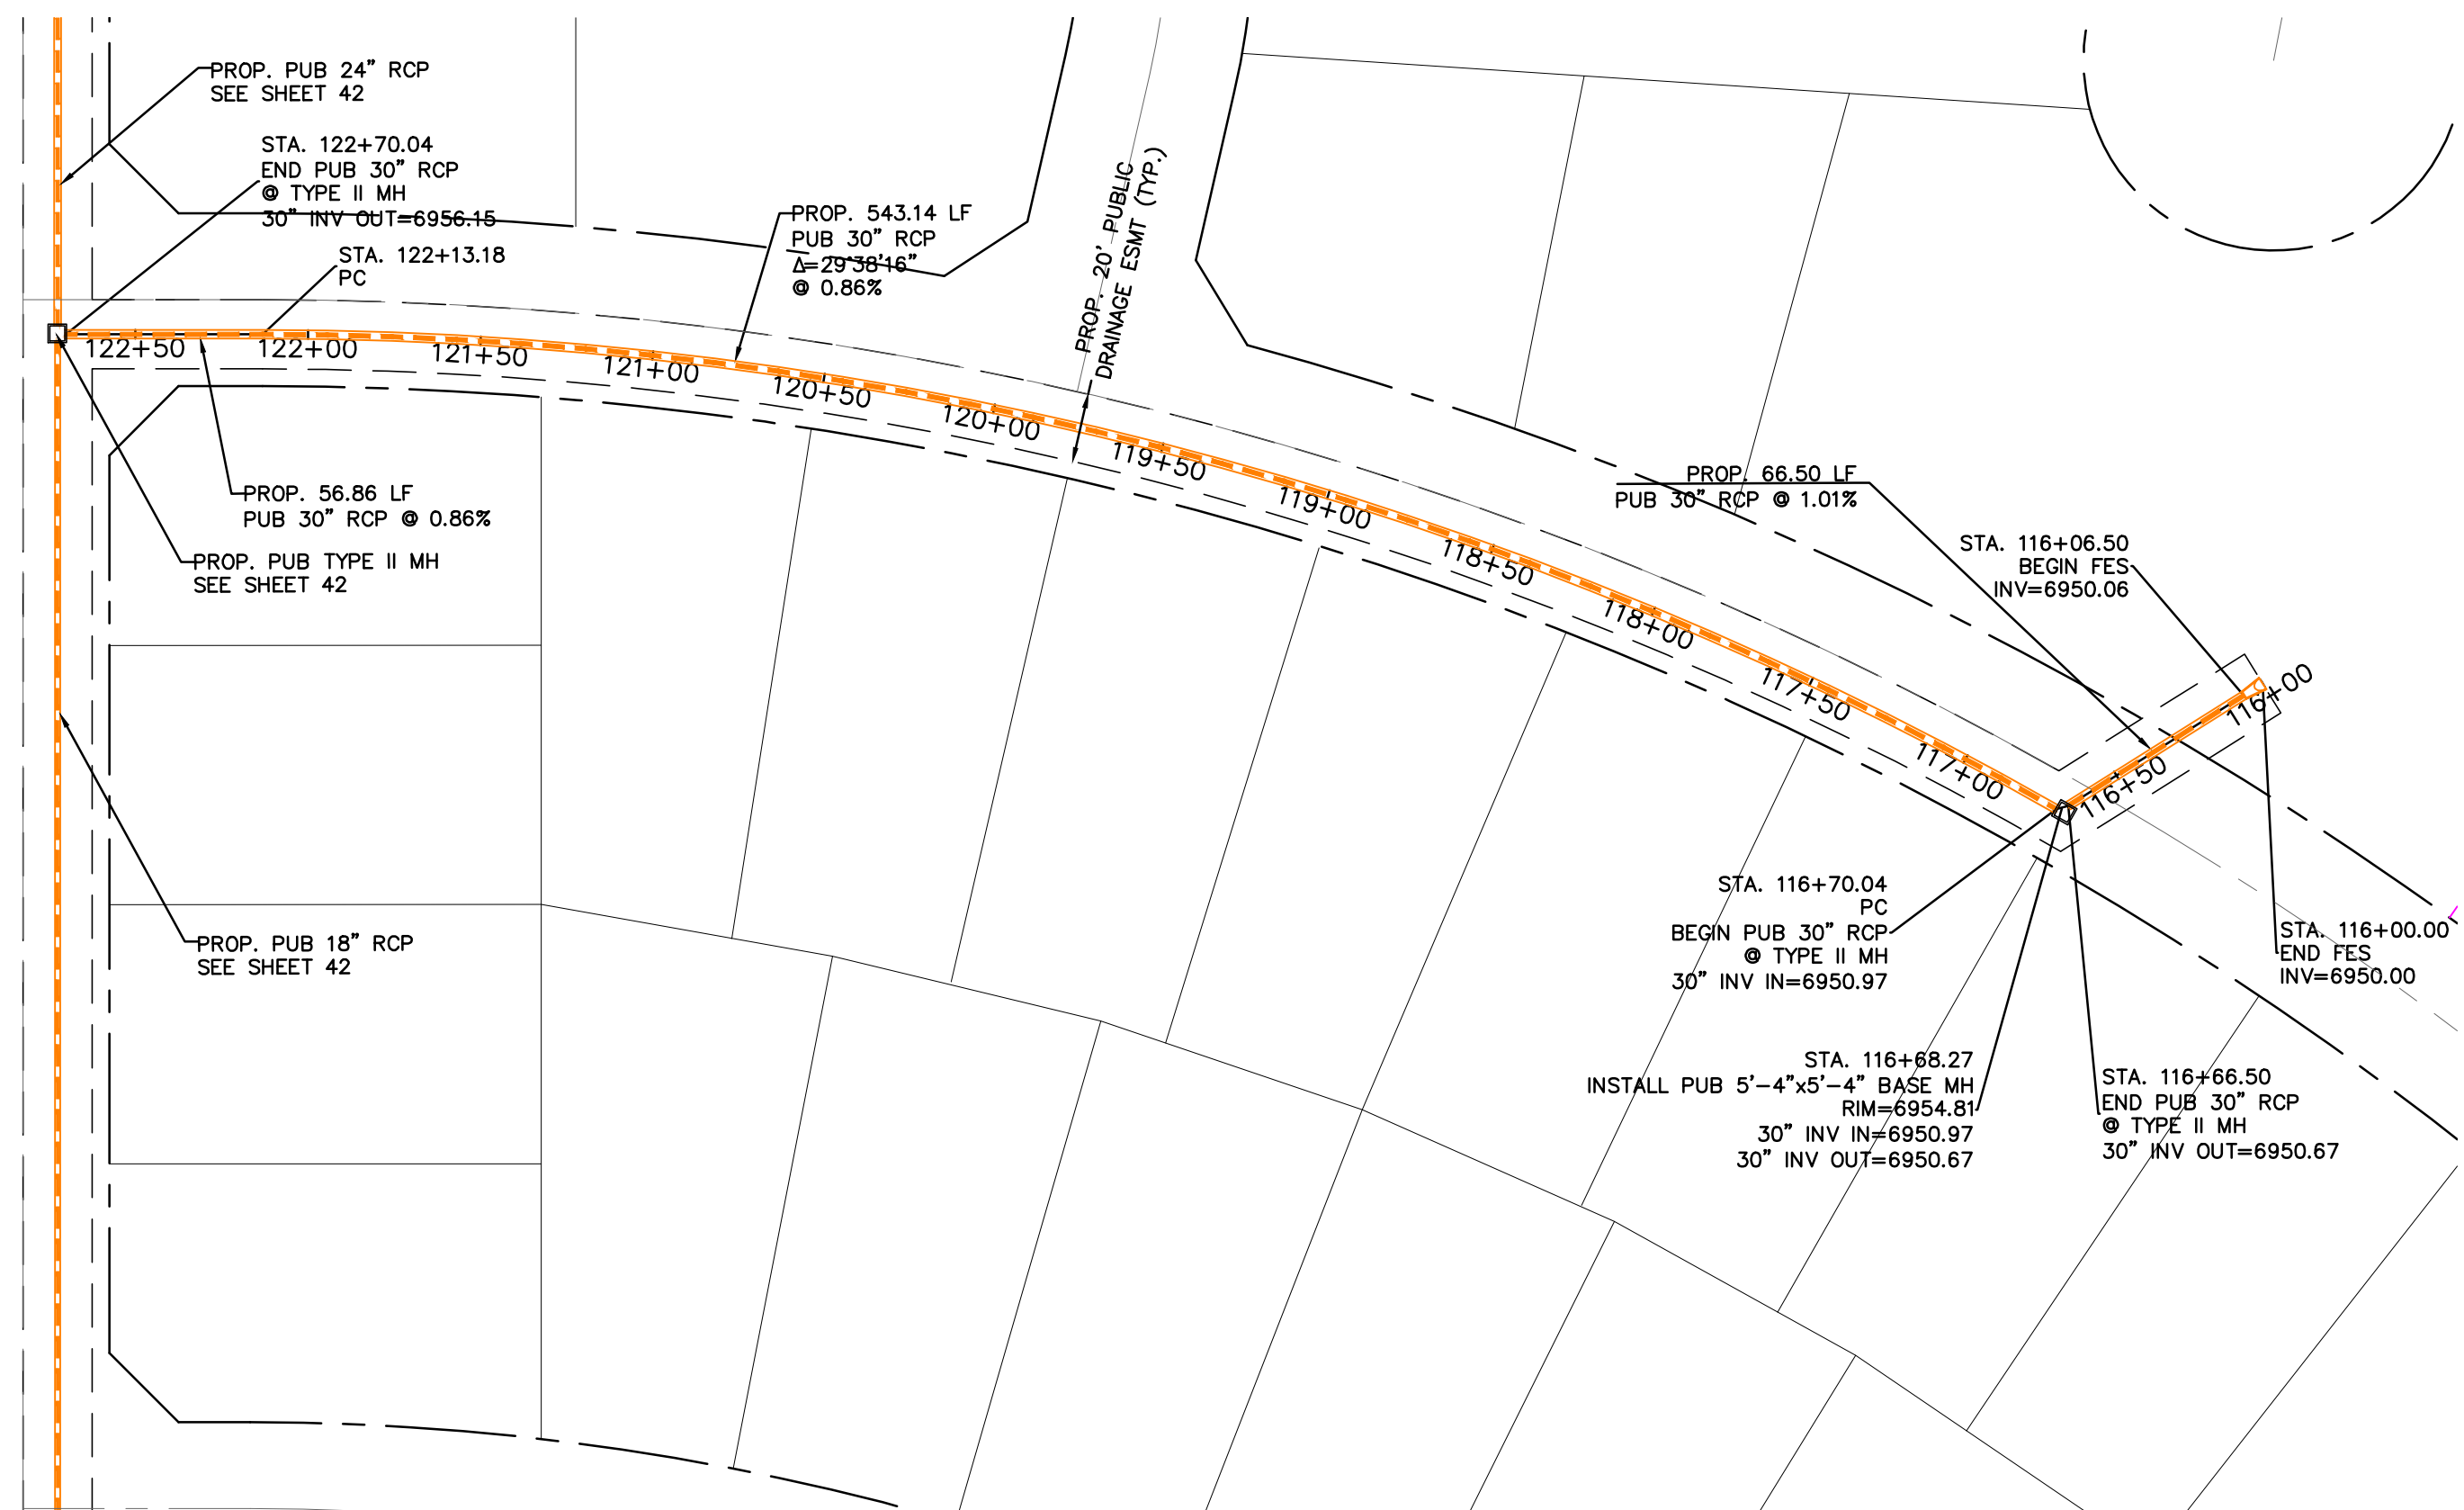 PROP. PUB 24" RCP
SEE SHEET 42
STA. 122+70.04
END PUB 30" RCP
@ TYPE II MH
30" INV OUT=6956.15
STA. 122+13.18
PC
PROP. 543.14 LF
PUB 30" RCP
Δ=29°38'16"
@ 0.86%
PROP. 20' PUBLIC
DRAINAGE ESMT (TYP.)
122+50
122+00
121+50
121+00
120+50
120+00
119+50
119+00
118+50
118+00
117+50
117+00
116+50
116+00
PROP. 56.86 LF
PUB 30" RCP @ 0.86%
PROP. PUB TYPE II MH
SEE SHEET 42
PROP. 66.50 LF
PUB 30" RCP @ 1.01%
STA. 116+06.50
BEGIN FES
INV=6950.06
PROP. PUB 18" RCP
SEE SHEET 42
STA. 116+70.04
PC
BEGIN PUB 30" RCP
@ TYPE II MH
30" INV IN=6950.97
STA. 116+00.00
END FES
INV=6950.00
STA. 116+68.27
INSTALL PUB 5'-4"x5'-4" BASE MH
RIM=6954.81
30" INV IN=6950.97
30" INV OUT=6950.67
STA. 116+66.50
END PUB 30" RCP
@ TYPE II MH
30" INV OUT=6950.67